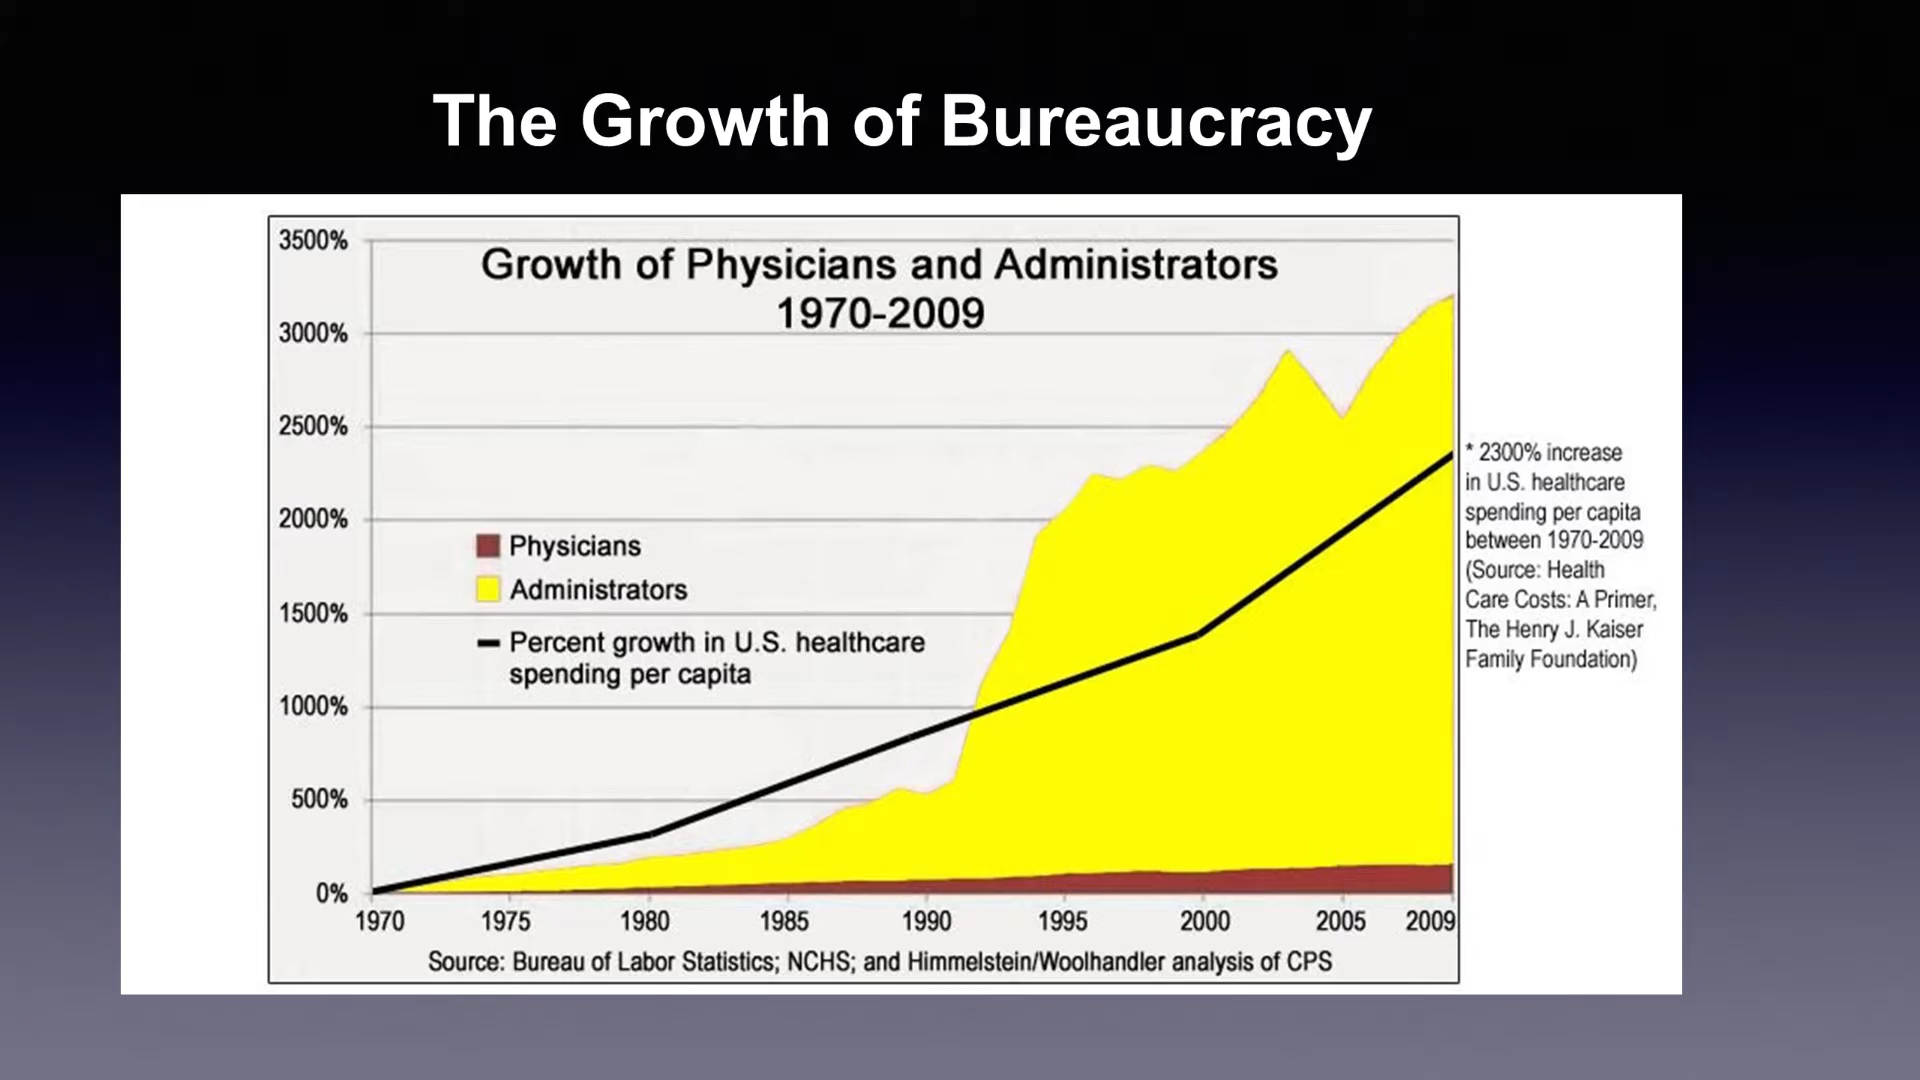 The Growth of Bureaucracy
Growth of Physicians and Administrators
1970-2009
3500%
3000%
2500%
2000%
1500%
1000%
500%
0%
Physicians
Administrators
Percent growth in U.S. healthcare
spending per capita
1970 1975 1980 1985 1990 1995 2000 2005 2009
Source: Bureau of Labor Statistics; NCHS; and Himmelstein/Woolhandler analysis of CPS
* 2300% increase
in U.S. healthcare
spending per capita
between 1970-2009
(Source: Health
Care Costs: A Primer,
The Henry J. Kaiser
Family Foundation)